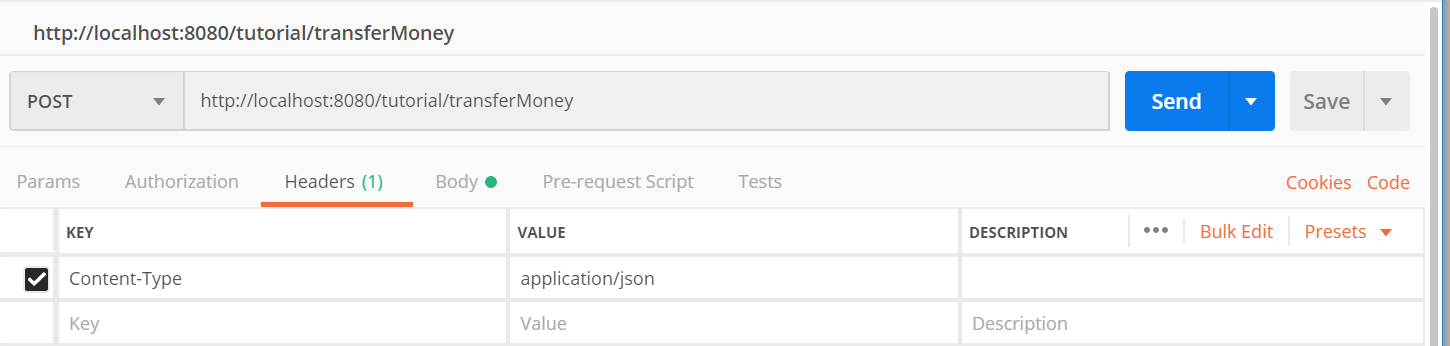 http://localhost:8080/tutorial/transferMoney
POST http://localhost:8080/tutorial/transferMoney Send Save
Params Authorization Headers (1) Body Pre-request Script Tests Cookies Code
KEY VALUE DESCRIPTION ••• Bulk Edit Presets
Content-Type application/json
Key Value Description